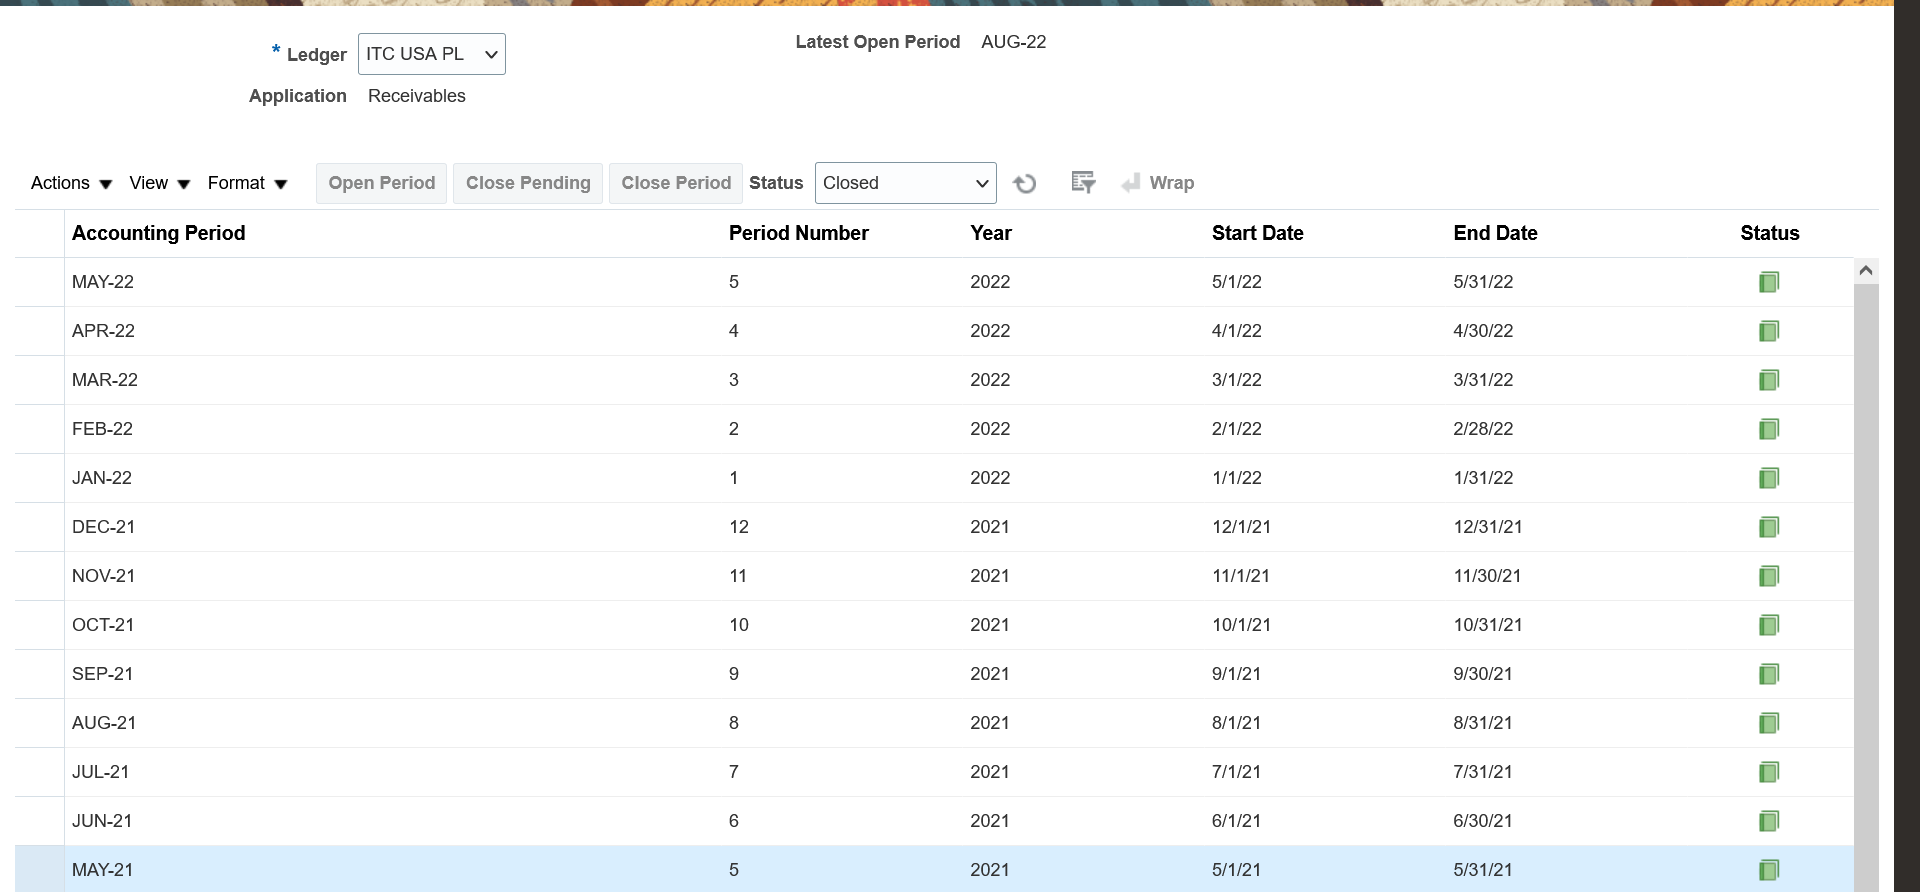 * Ledger ITC USA PL Latest Open Period AUG-22
Application Receivables
Actions View Format Open Period Close Pending Close Period Status Closed Wrap
Accounting Period Period Number Year Start Date End Date Status
MAY-22 5 2022 5/1/22 5/31/22
APR-22 4 2022 4/1/22 4/30/22
MAR-22 3 2022 3/1/22 3/31/22
FEB-22 2 2022 2/1/22 2/28/22
JAN-22 1 2022 1/1/22 1/31/22
DEC-21 12 2021 12/1/21 12/31/21
NOV-21 11 2021 11/1/21 11/30/21
OCT-21 10 2021 10/1/21 10/31/21
SEP-21 9 2021 9/1/21 9/30/21
AUG-21 8 2021 8/1/21 8/31/21
JUL-21 7 2021 7/1/21 7/31/21
JUN-21 6 2021 6/1/21 6/30/21
MAY-21 5 2021 5/1/21 5/31/21